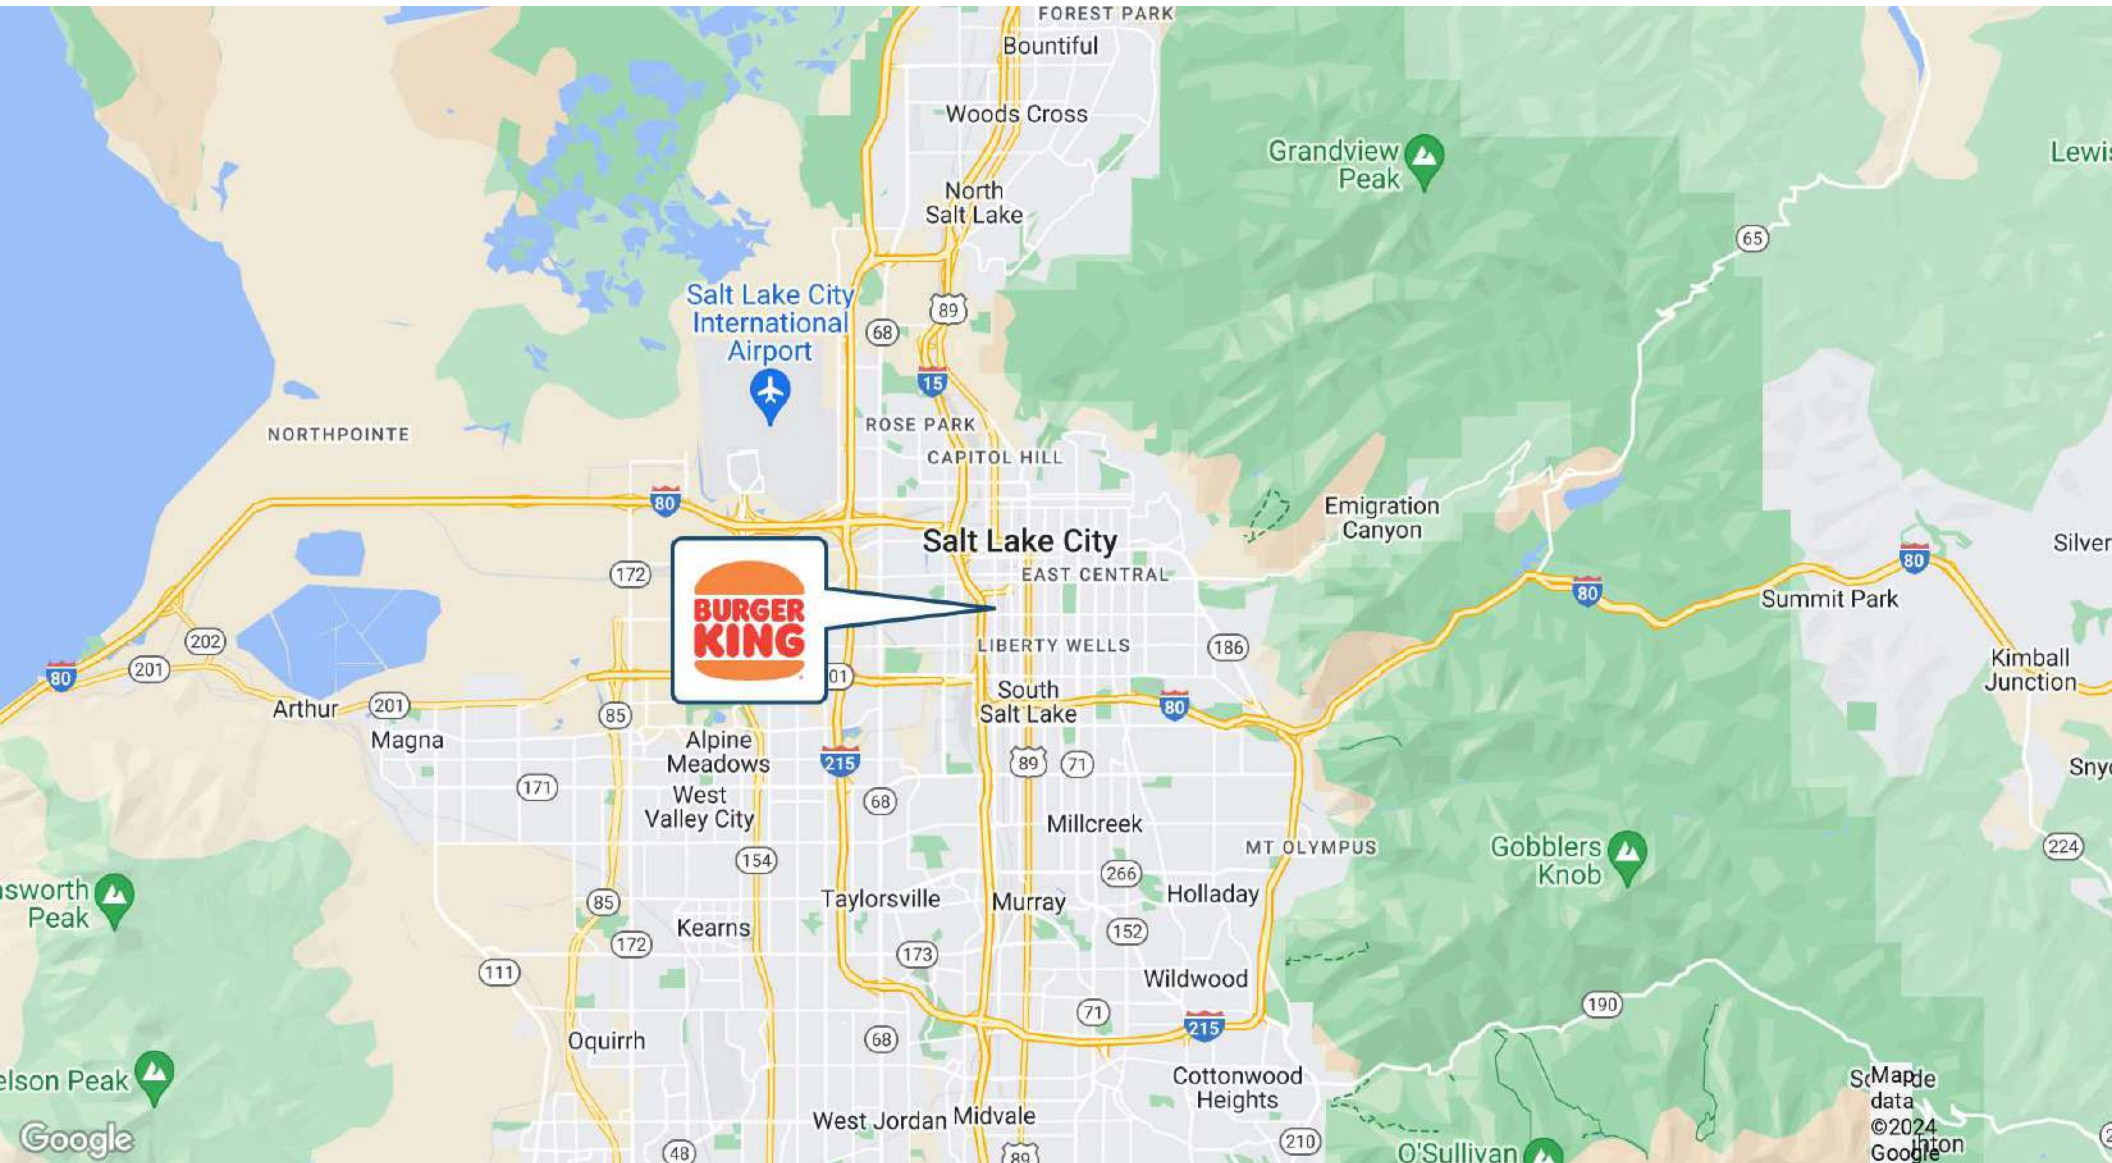 FOREST PARK
Bountiful
Woods Cross
Grandview
Peak
Lewis
North
Salt Lake
65
Salt Lake City
International
Airport
89
68
15
ROSE PARK
NORTHPOINTE
CAPITOL HILL
80
Emigration
Canyon
Salt Lake City
Silver
80
172
EAST CENTRAL
80
BURGER
KING
Summit Park
202
LIBERTY WELLS
186
201
80
01
Kimball
Junction
South
Salt Lake
80
Arthur
201
85
Magna
Alpine
Meadows
215
89
71
Sny
171
68
West
Valley City
Millcreek
MT OLYMPUS
Gobblers
Knob
224
154
266
asworth
Peak
85
Taylorsville
Murray
Holladay
Kearns
172
152
173
111
Wildwood
190
71
215
Oquirrh
68
elson Peak
Cottonwood
Heights
Map
data
©2024
Google
West Jordan
Midvale
Google
48
89
210
O'Sullivan